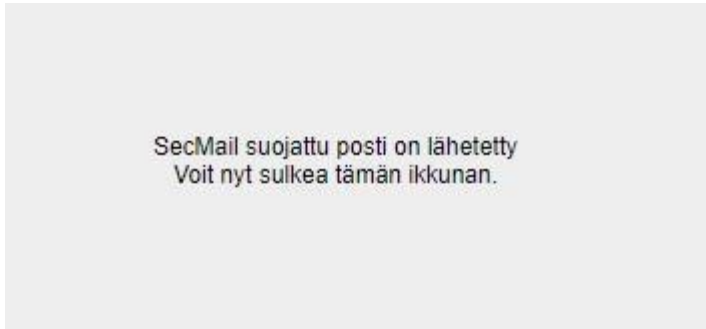 SecMail suojattu posti on lähetetty
Voit nyt sulkea tämän ikkunan.